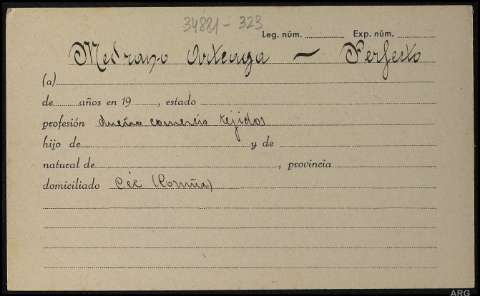 34881-323
Leg. núm. Exp. núm.
Medrano Arteaga - Perfecto
(a)
de años en 19 , estado
profesión dueño comercio tejidos
hijo de y de
natural de , provincia
domiciliado Cée (Coruña)
ARG